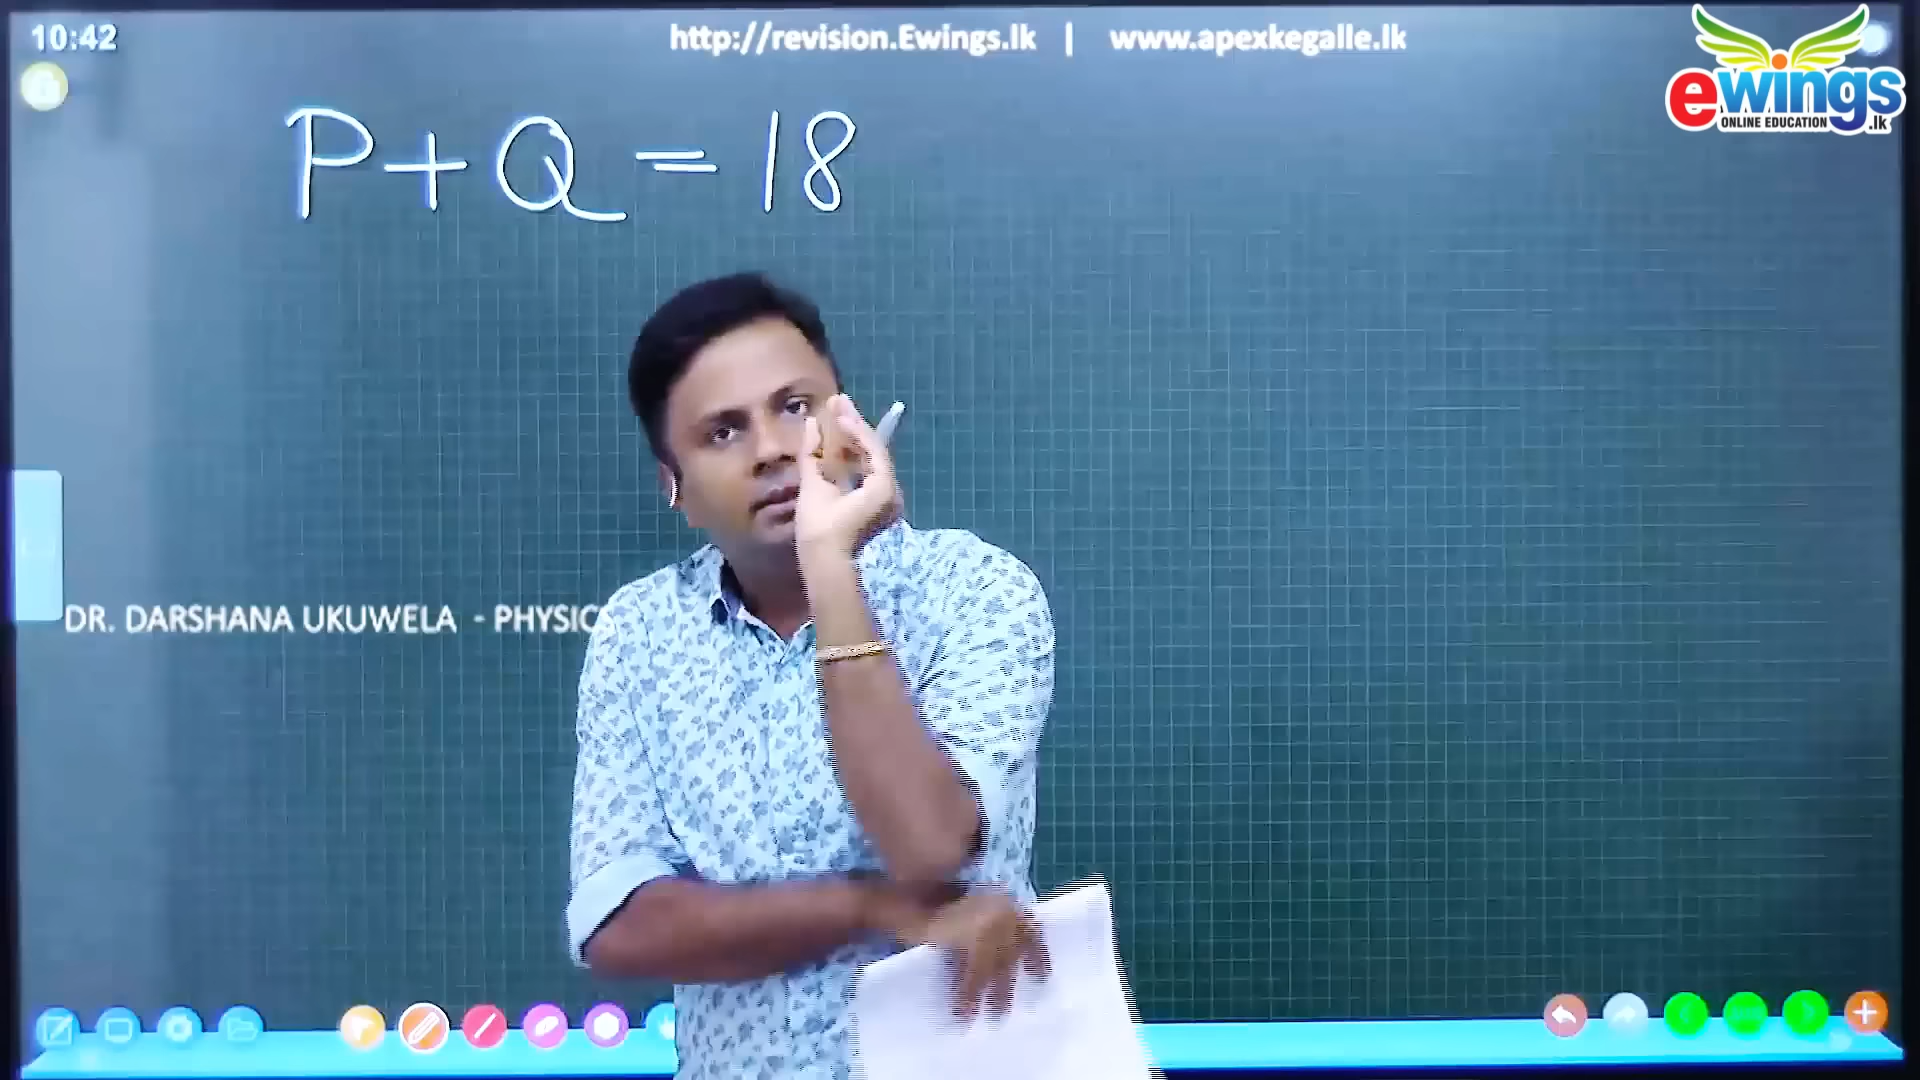 10:42
http://revision.Ewings.lk | www.apexkegalle.lk
ewings
ONLINE EDUCATION .lk
P + Q = 18
DR. DARSHANA UKUWELA - PHYSICS